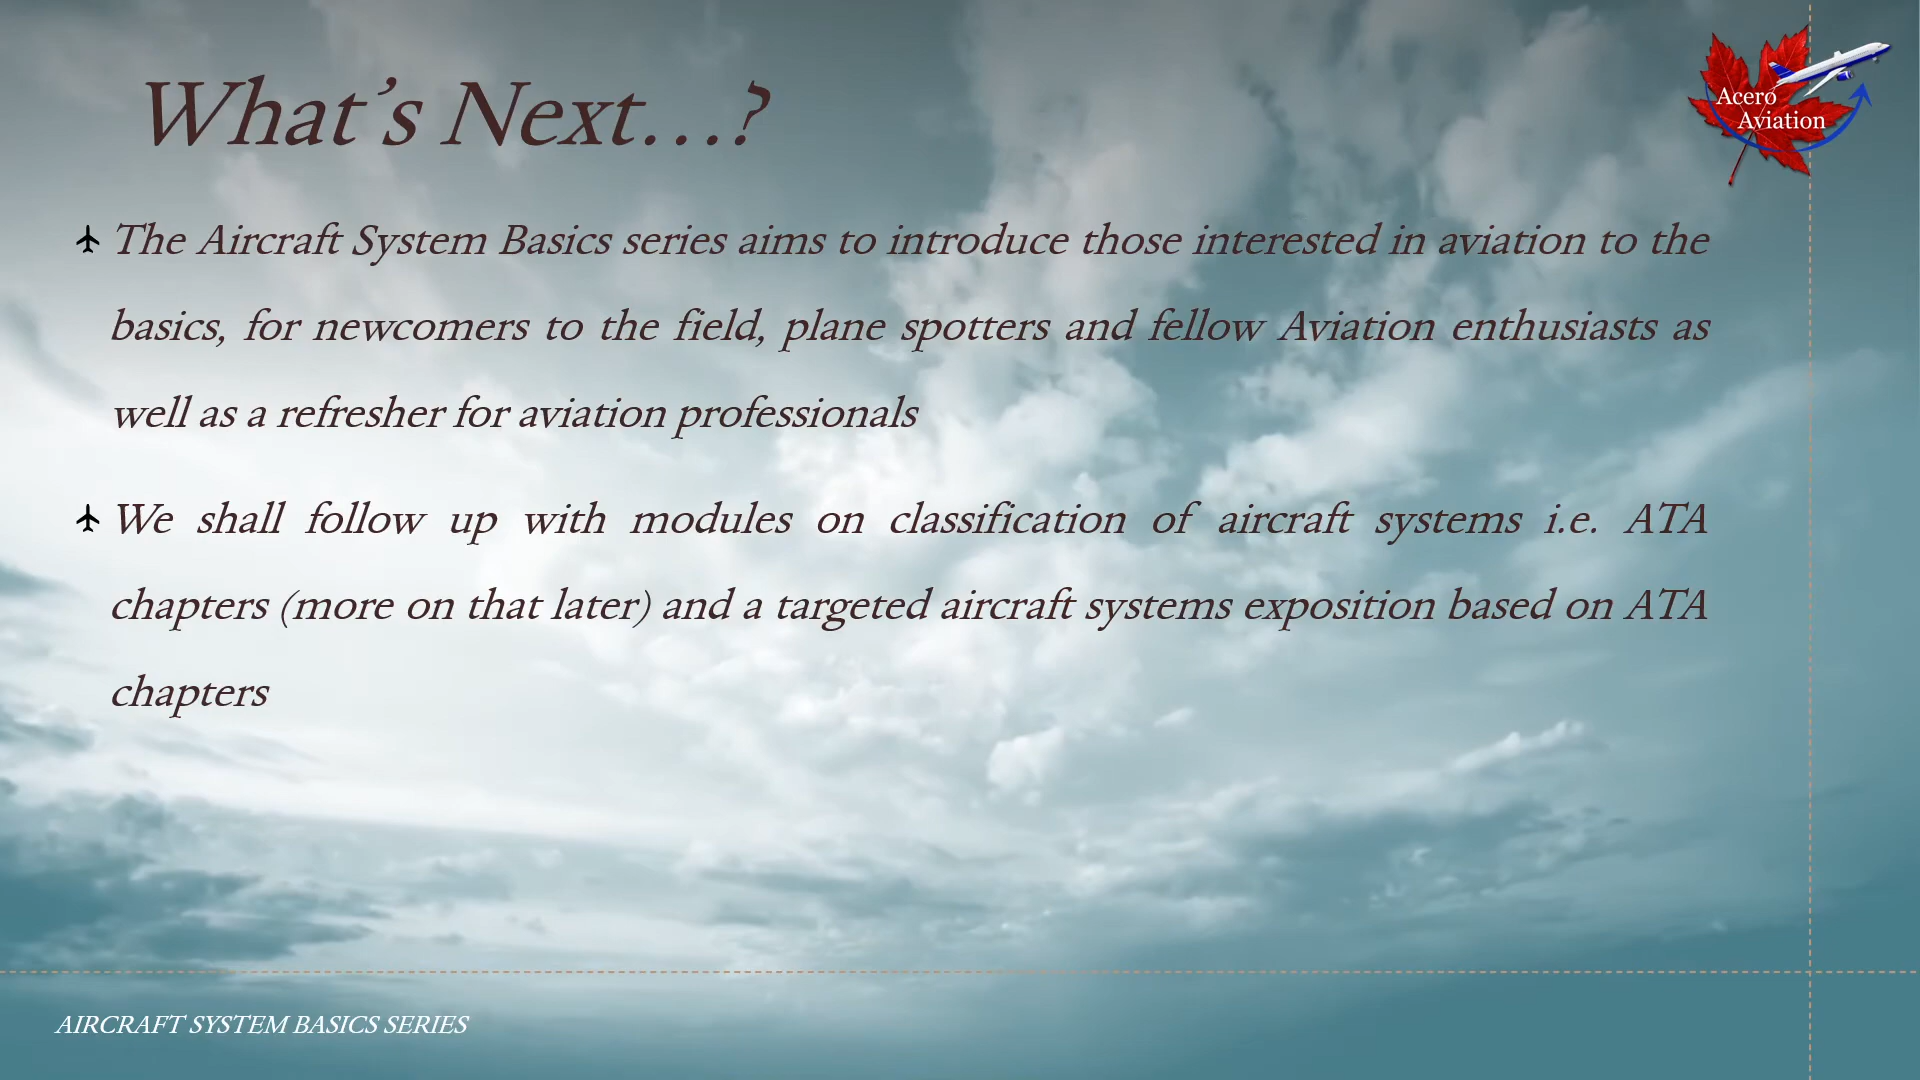 What’s Next…?
Acero
Aviation
The Aircraft System Basics series aims to introduce those interested in aviation to the
basics, for newcomers to the field, plane spotters and fellow Aviation enthusiasts as
well as a refresher for aviation professionals
We shall follow up with modules on classification of aircraft systems i.e. ATA
chapters (more on that later) and a targeted aircraft systems exposition based on ATA
chapters
AIRCRAFT SYSTEM BASICS SERIES